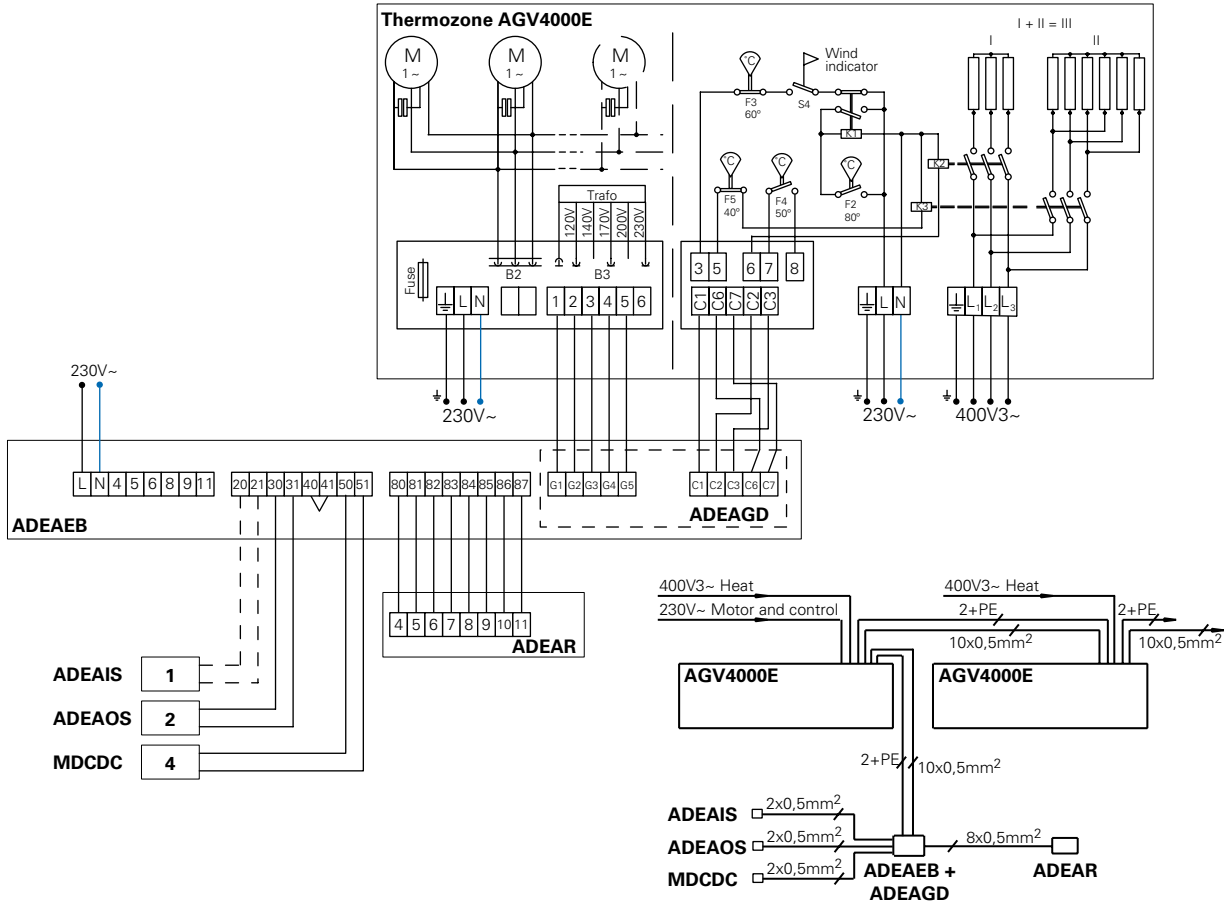 Thermozone AGV4000E
I + II = III
I
II
M
1 ~
M
1 ~
M
1 ~
°C
F3
60°
S4
Wind
indicator
K1
°C
F5
40°
°C
F4
50°
°C
F2
80°
K2
K3
Trafo
120V
140V
170V
200V
230V
Fuse
B2
B3
L N
1 2 3 4 5 6
3 5 6 7 8
C1 C6 C7 C2 C3
L N
L1 L2 L3
230V~
230V~
230V~
400V3~
L N 4 5 6 8 9 11
20 21 30 31 40 41 50 51
80 81 82 83 84 85 86 87
G1 G2 G3 G4 G5
C1 C2 C3 C6 C7
ADEAEB
ADEAGD
4 5 6 7 8 9 10 11
ADEAR
ADEAIS 1
ADEAOS 2
MDCDC 4
400V3~ Heat
230V~ Motor and control
400V3~ Heat
2+PE
10x0,5mm2
2+PE
10x0,5mm2
AGV4000E
AGV4000E
2+PE
10x0,5mm2
ADEAIS 2x0,5mm2
ADEAOS 2x0,5mm2
MDCDC 2x0,5mm2
8x0,5mm2
ADEAEB +
ADEAGD
ADEAR